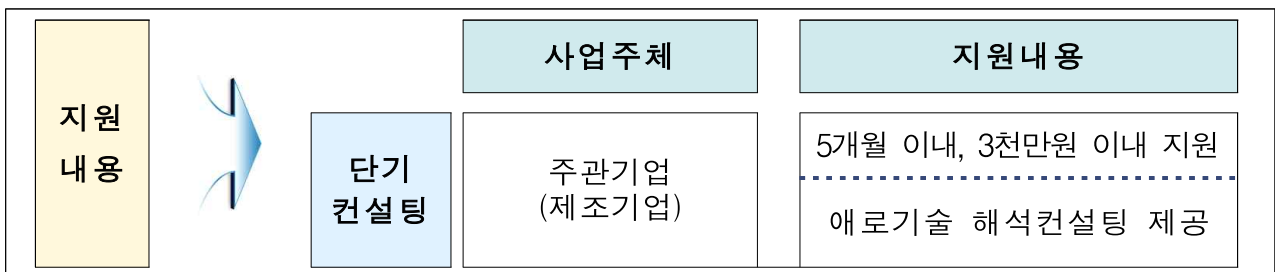 지원
내용
사업주체
지원내용
단기
컨설팅
주관기업
(제조기업)
5개월 이내, 3천만원 이내 지원
애로기술 해석컨설팅 제공